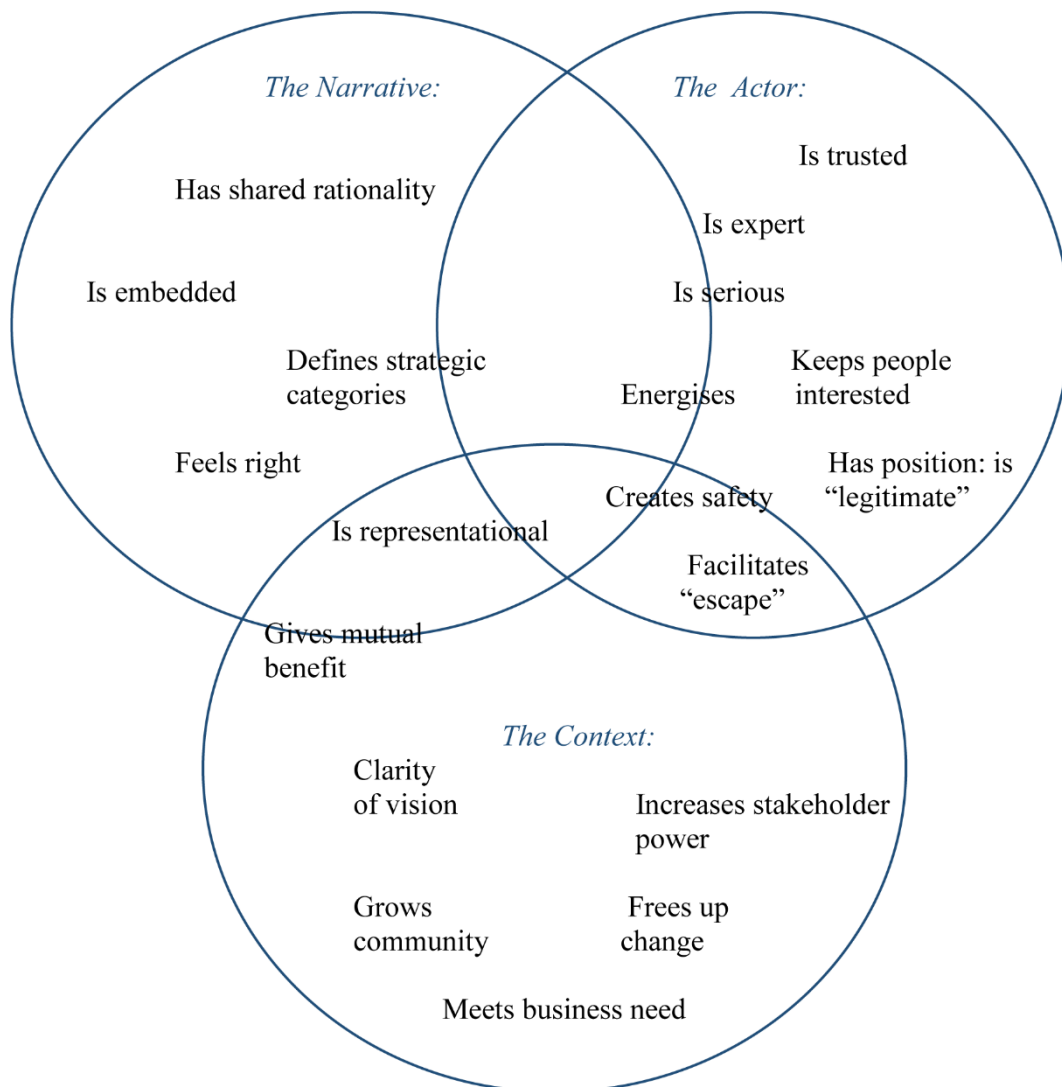 The Narrative:
The Actor:
Is trusted
Has shared rationality
Is expert
Is embedded
Is serious
Defines strategic
categories
Keeps people
interested
Energises
Feels right
Has position: is
“legitimate”
Creates safety
Is representational
Facilitates
“escape”
Gives mutual
benefit
The Context:
Clarity
of vision
Increases stakeholder
power
Grows
community
Frees up
change
Meets business need